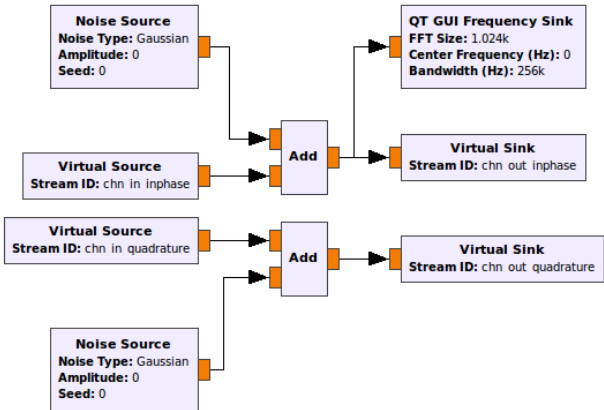 Noise Source
Noise Type: Gaussian
Amplitude: 0
Seed: 0
QT GUI Frequency Sink
FFT Size: 1.024k
Center Frequency (Hz): 0
Bandwidth (Hz): 256k
Add
Virtual Source
Stream ID: chn in inphase
Virtual Sink
Stream ID: chn out inphase
Virtual Source
Stream ID: chn in quadrature
Add
Virtual Sink
Stream ID: chn out quadrature
Noise Source
Noise Type: Gaussian
Amplitude: 0
Seed: 0